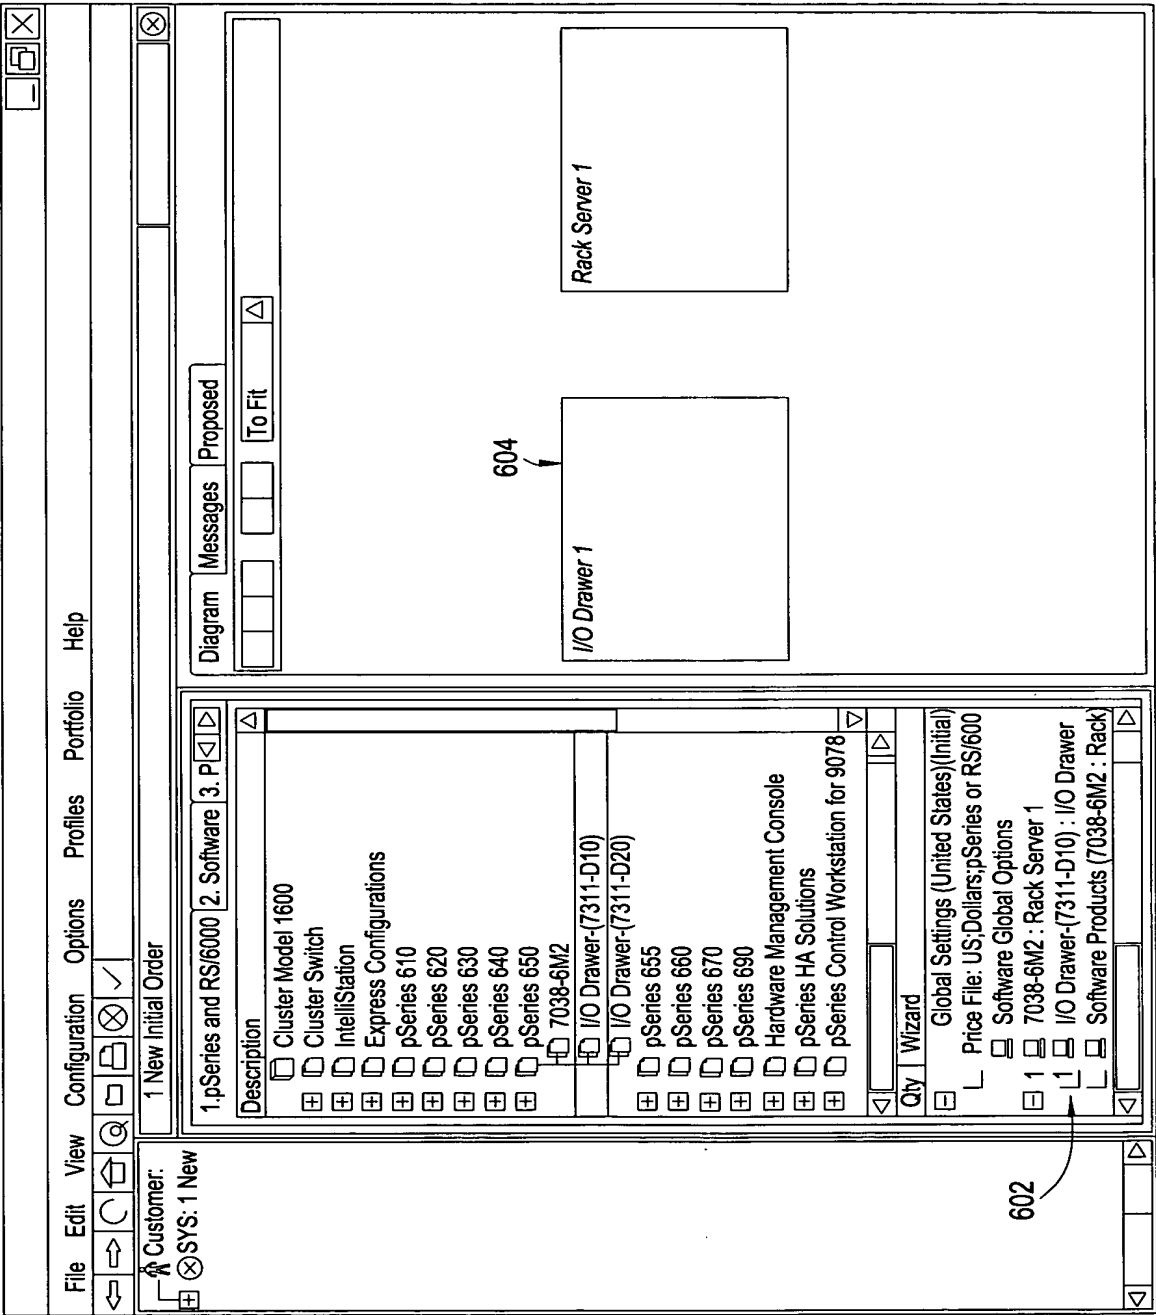 File Edit View Configuration Options Profiles Portfolio Help
Customer:
SYS: 1 New
1 New Initial Order
1.pSeries and RS/6000 2. Software 3. P
Description
Cluster Model 1600
Cluster Switch
IntelliStation
Express Configurations
pSeries 610
pSeries 620
pSeries 630
pSeries 640
pSeries 650
7038-6M2
I/O Drawer-(7311-D10)
I/O Drawer-(7311-D20)
pSeries 655
pSeries 660
pSeries 670
pSeries 690
Hardware Management Console
pSeries HA Solutions
pSeries Control Workstation for 9078
Qty Wizard
Global Settings (United States)(Initial)
Price File: US;Dollars;pSeries or RS/600
Software Global Options
1 7038-6M2 : Rack Server 1
1 I/O Drawer-(7311-D10) : I/O Drawer
Software Products (7038-6M2 : Rack)
602
Diagram Messages Proposed
To Fit
604
I/O Drawer 1
Rack Server 1